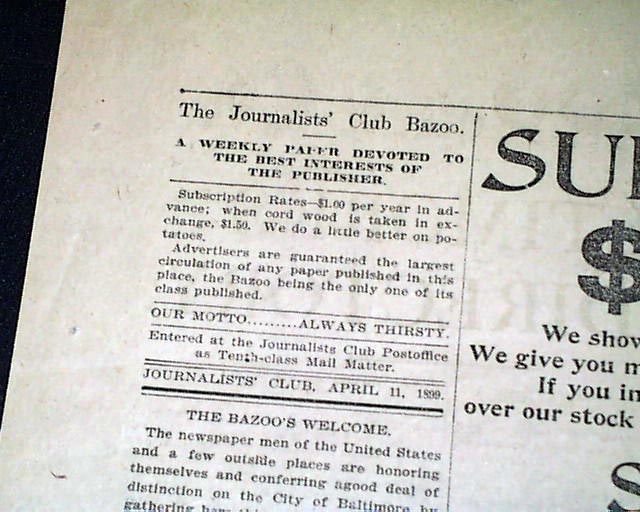 The Journalists' Club Bazoo.
A WEEKLY PAPER DEVOTED TO
THE BEST INTERESTS OF
THE PUBLISHER.
Subscription Rates—$1.00 per year in ad-
vance; when cord wood is taken in ex-
change, $1.50. We do a little better on po-
tatoes.
Advertisers are guaranteed the largest
circulation of any paper published in this
place, the Bazoo being the only one of its
class published.
OUR MOTTO.........ALWAYS THIRSTY.
Entered at the Journalists Club Postoffice
as Tenth-class Mail Matter.
JOURNALISTS' CLUB, APRIL 11, 1899.
THE BAZOO'S WELCOME.
The newspaper men of the United States
and a few outside places are honoring
themselves and conferring agood deal of
distinction on the City of Baltimore by
gathering
SU
$
We show
We give you
If you in
over our stock